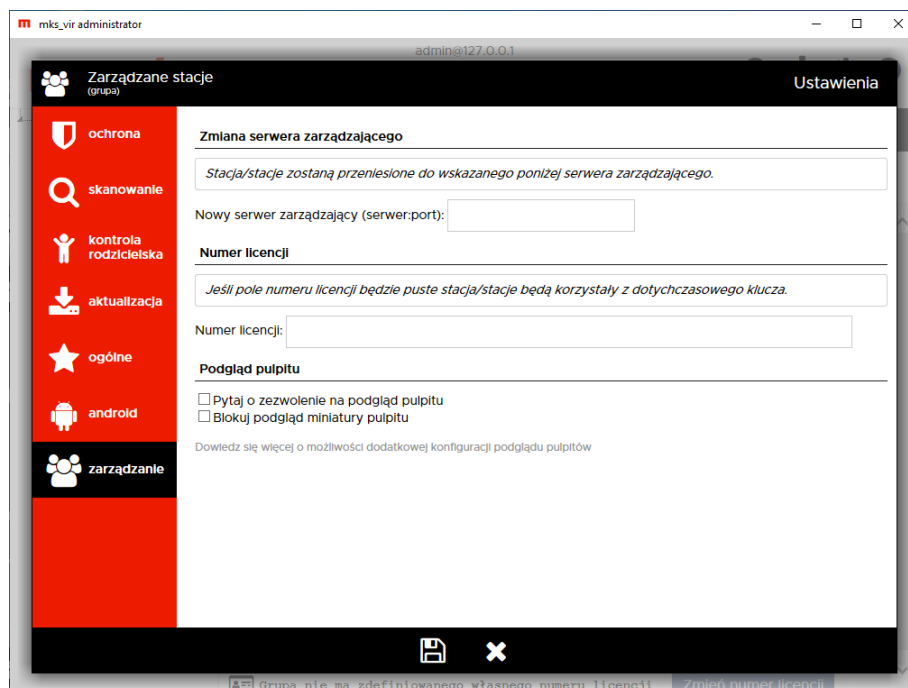 mks_vir administrator
admin@127.0.0.1
Zarządzane stacje
(grupa)
Ustawienia
ochrona
skanowanie
kontrola
rodzicielska
aktualizacja
ogólne
android
zarządzanie
Zmiana serwera zarządzającego
Stacja/stacje zostaną przeniesione do wskazanego poniżej serwera zarządzającego.
Nowy serwer zarządzający (serwer:port):
Numer licencji
Jeśli pole numeru licencji będzie puste stacja/stacje będą korzystały z dotychczasowego klucza.
Numer licencji:
Podgląd pulpitu
Pytaj o zezwolenie na podgląd pulpitu
Blokuj podgląd miniatury pulpitu
Dowiedz się więcej o możliwości dodatkowej konfiguracji podglądu pulpitów
Grupa nie ma zdefiniowanego własnego numeru licencji
Zmień numer licencji